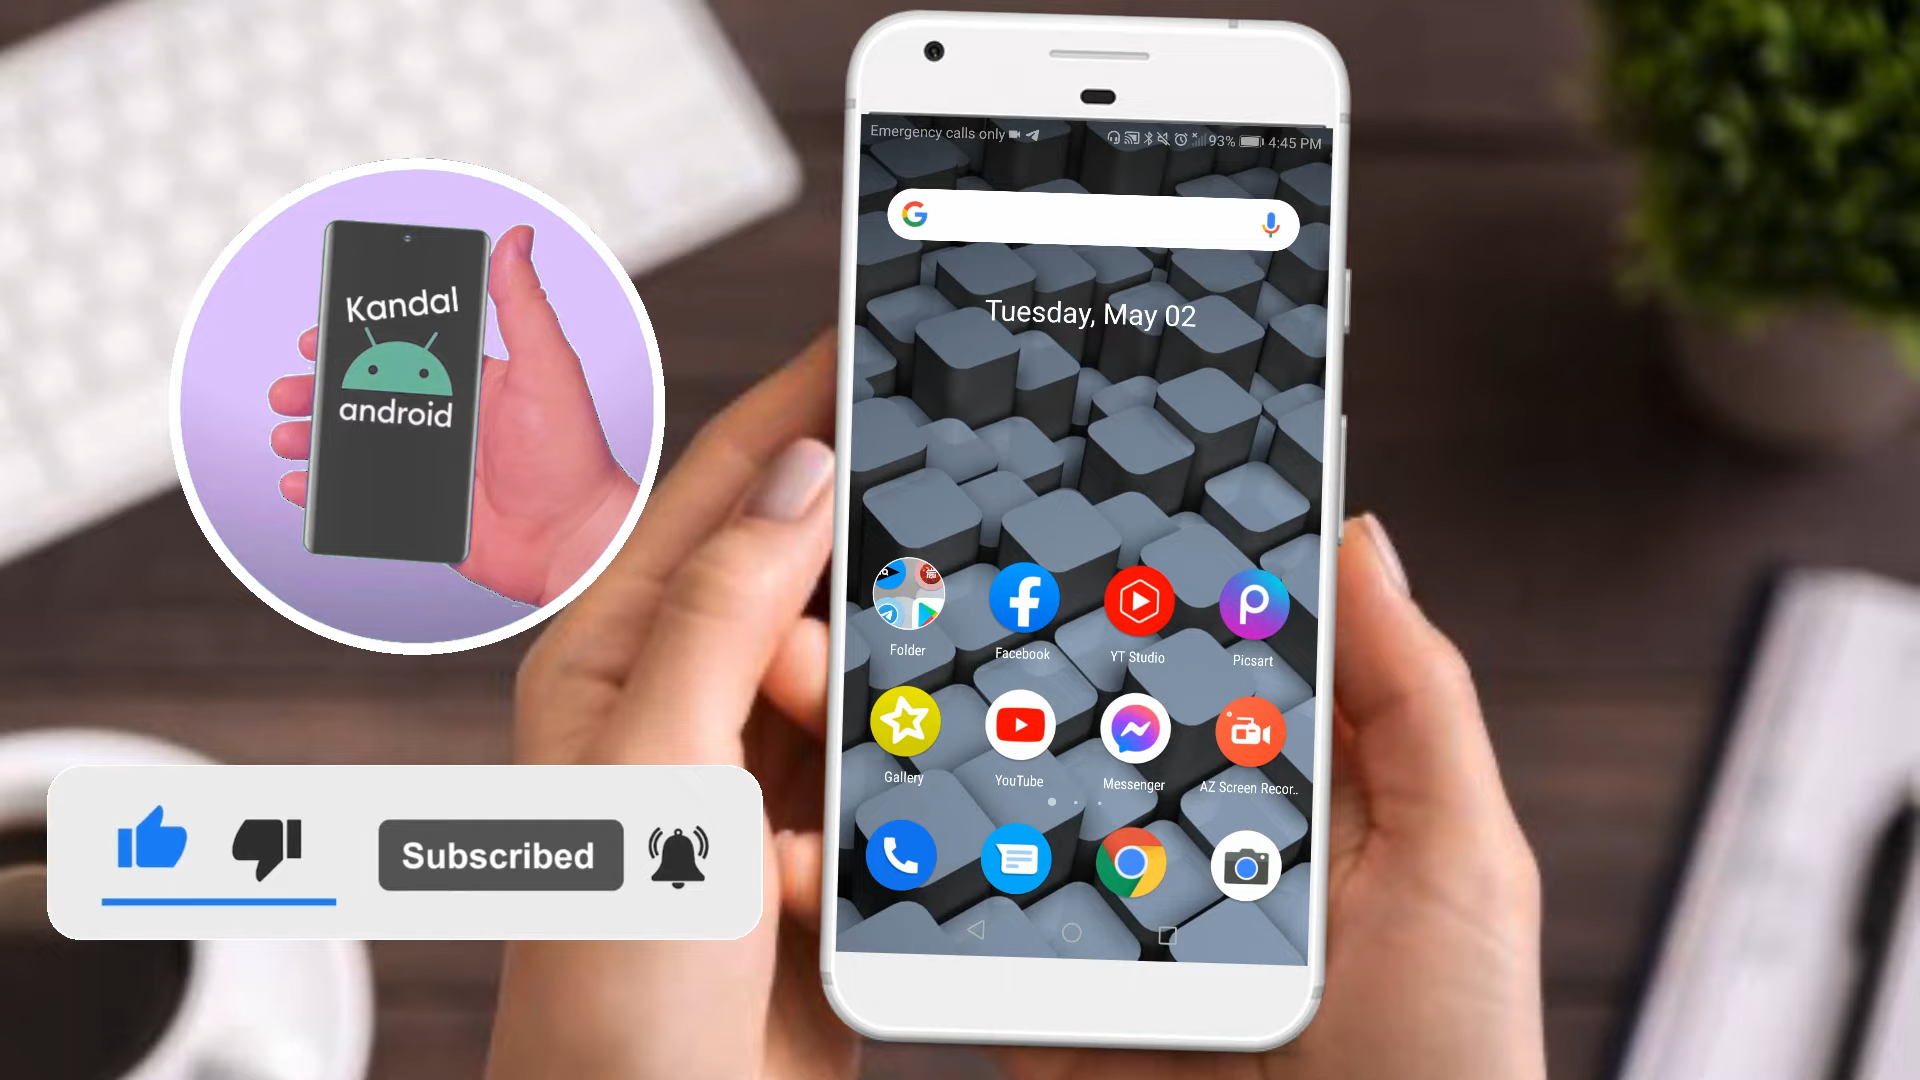 Emergency calls only 93% 4:45 PM
Tuesday, May 02
Kandal
android
Folder Facebook YT Studio Picsart
Gallery YouTube Messenger AZ Screen Recor..
Subscribed